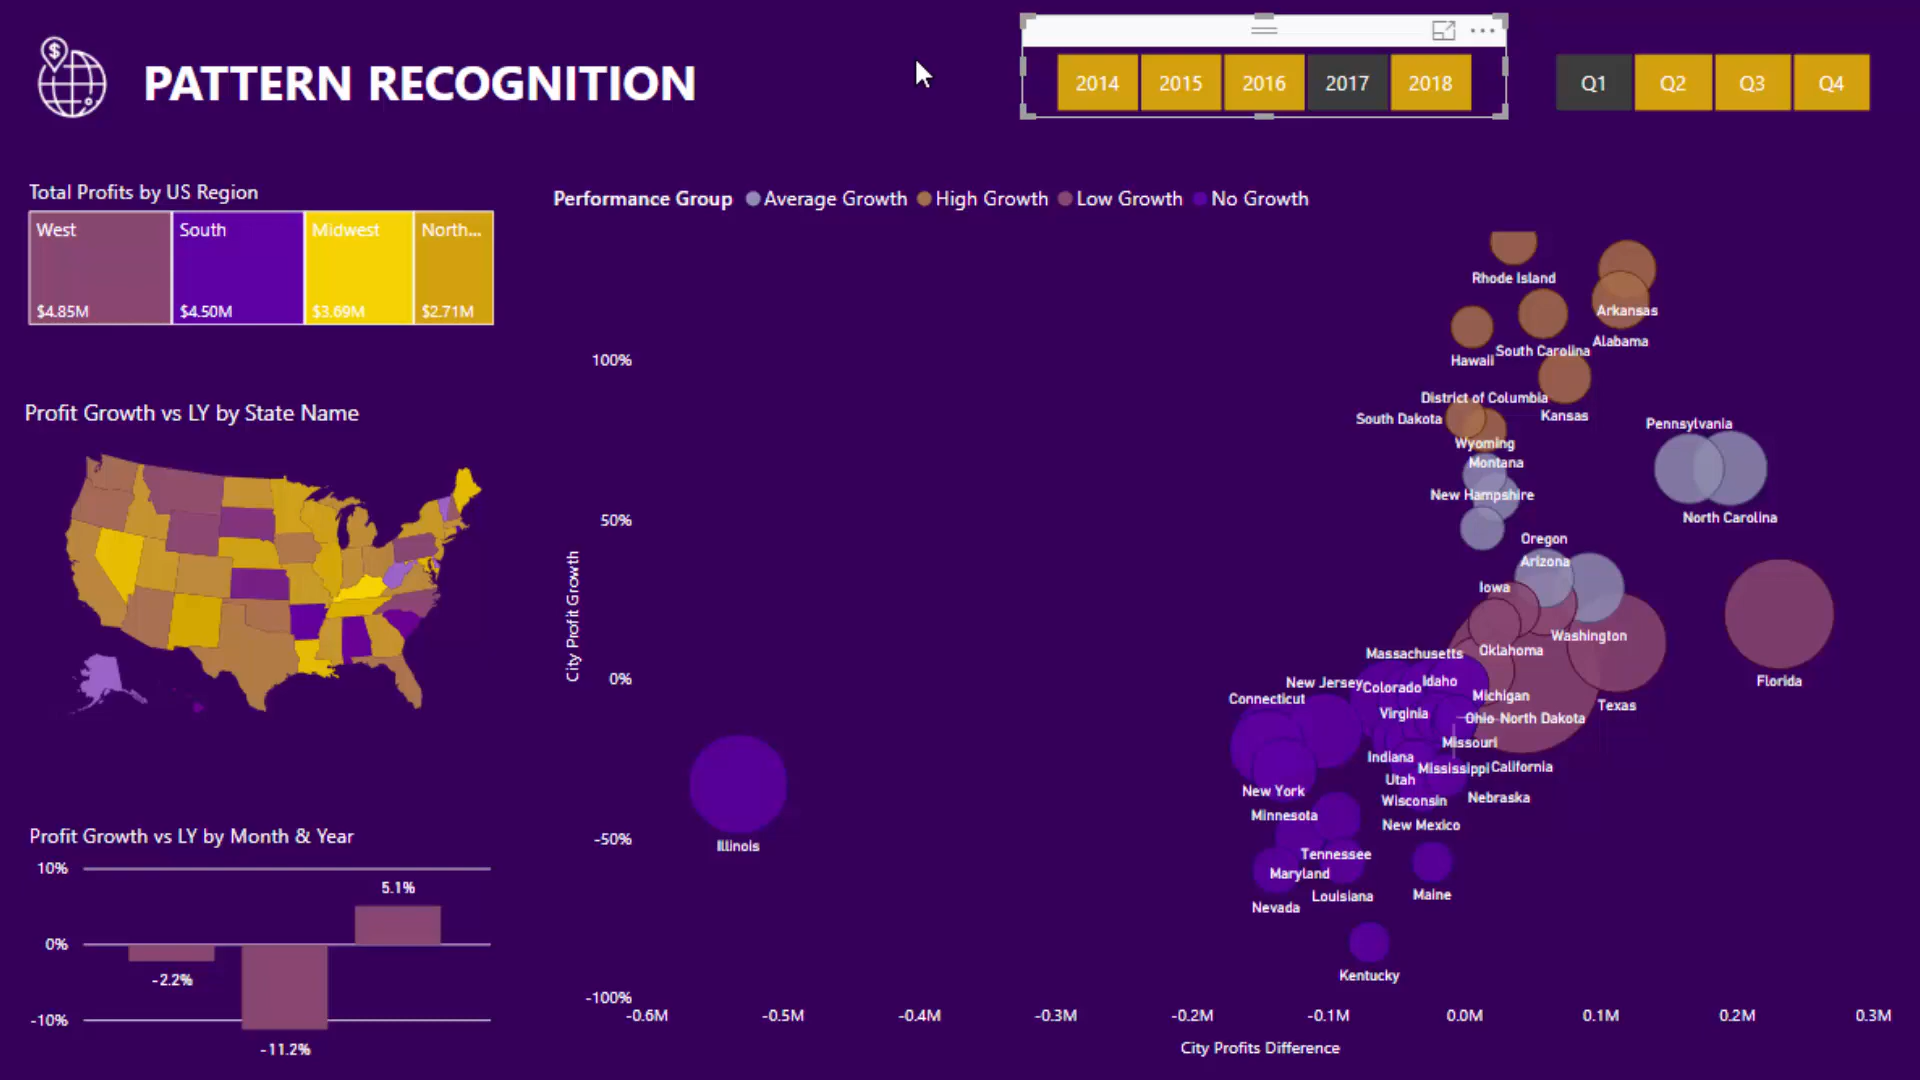 PATTERN RECOGNITION
2014 2015 2016 2017 2018
Q1 Q2 Q3 Q4
Total Profits by US Region
West South Midwest North...
$4.85M $4.50M $3.69M $2.71M
Profit Growth vs LY by State Name
Profit Growth vs LY by Month & Year
10%
5.1%
0%
-2.2%
-10%
-11.2%
Performance Group Average Growth High Growth Low Growth No Growth
Rhode Island
Arkansas
Alabama
South Carolina
Hawaii
100%
District of Columbia
Kansas
South Dakota
Pennsylvania
Wyoming
Montana
New Hampshire
50%
North Carolina
Oregon
Arizona
Iowa
Washington
City Profit Growth
Massachusetts
Oklahoma
0%
New Jersey
Colorado
Idaho
Florida
Connecticut
Michigan
Texas
Virginia
Ohio
North Dakota
Missouri
Indiana
Mississippi
California
Utah
New York
Wisconsin
Nebraska
Minnesota
New Mexico
-50%
Illinois
Tennessee
Maryland
Louisiana
Maine
Nevada
Kentucky
-100%
-0.6M -0.5M -0.4M -0.3M -0.2M -0.1M 0.0M 0.1M 0.2M 0.3M
City Profits Difference
$